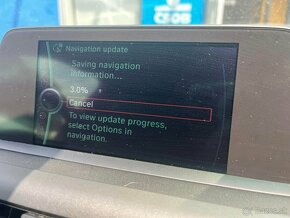 Navigation update
Saving navigation
information...
3.0%
Cancel
To view update progress,
select Options in
navigation.